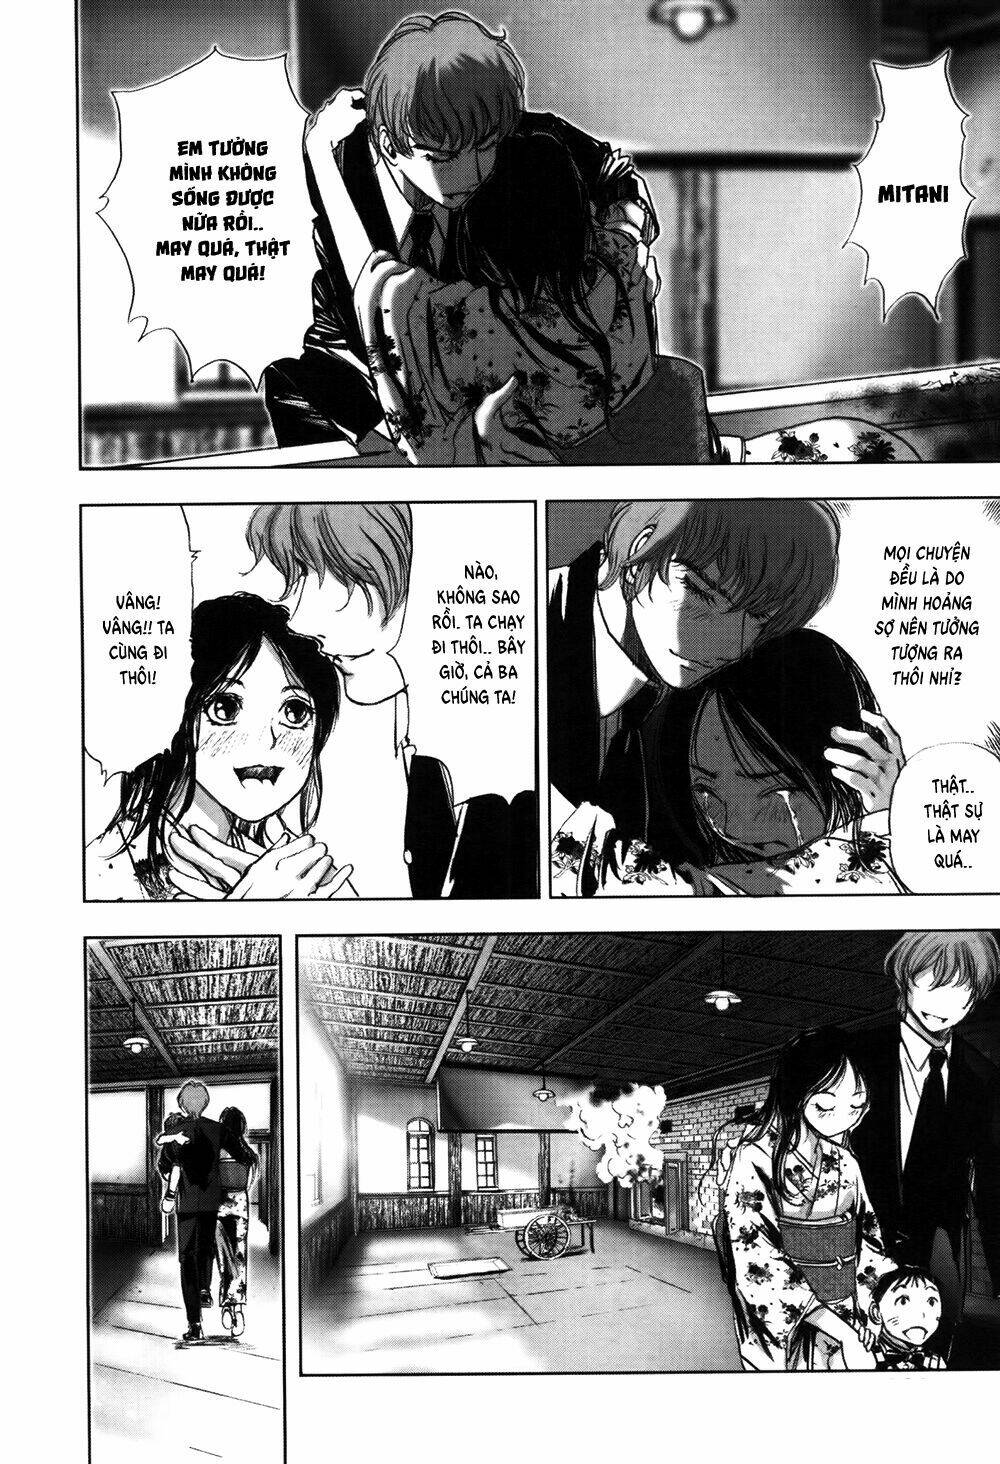 MITANI
EM TƯỞNG
MÌNH KHÔNG
SỐNG ĐƯỢC
NỮA RỒI..
MAY QUÁ, THẬT
MAY QUÁ!
MỌI CHUYỆN
ĐỀU LÀ DO
MÌNH HOẢNG
SỢ NÊN TƯỞNG
TƯỢNG RA
THÔI NHỈ?
THẬT..
THẬT SỰ
LÀ MAY
QUÁ..
NÀO,
KHÔNG SAO
RỒI. TA CHẠY
ĐI THÔI.. BÂY
GIỜ, CẢ BA
CHÚNG TA!
VÂNG!
VÂNG!! TA
CÙNG ĐI
THÔI!